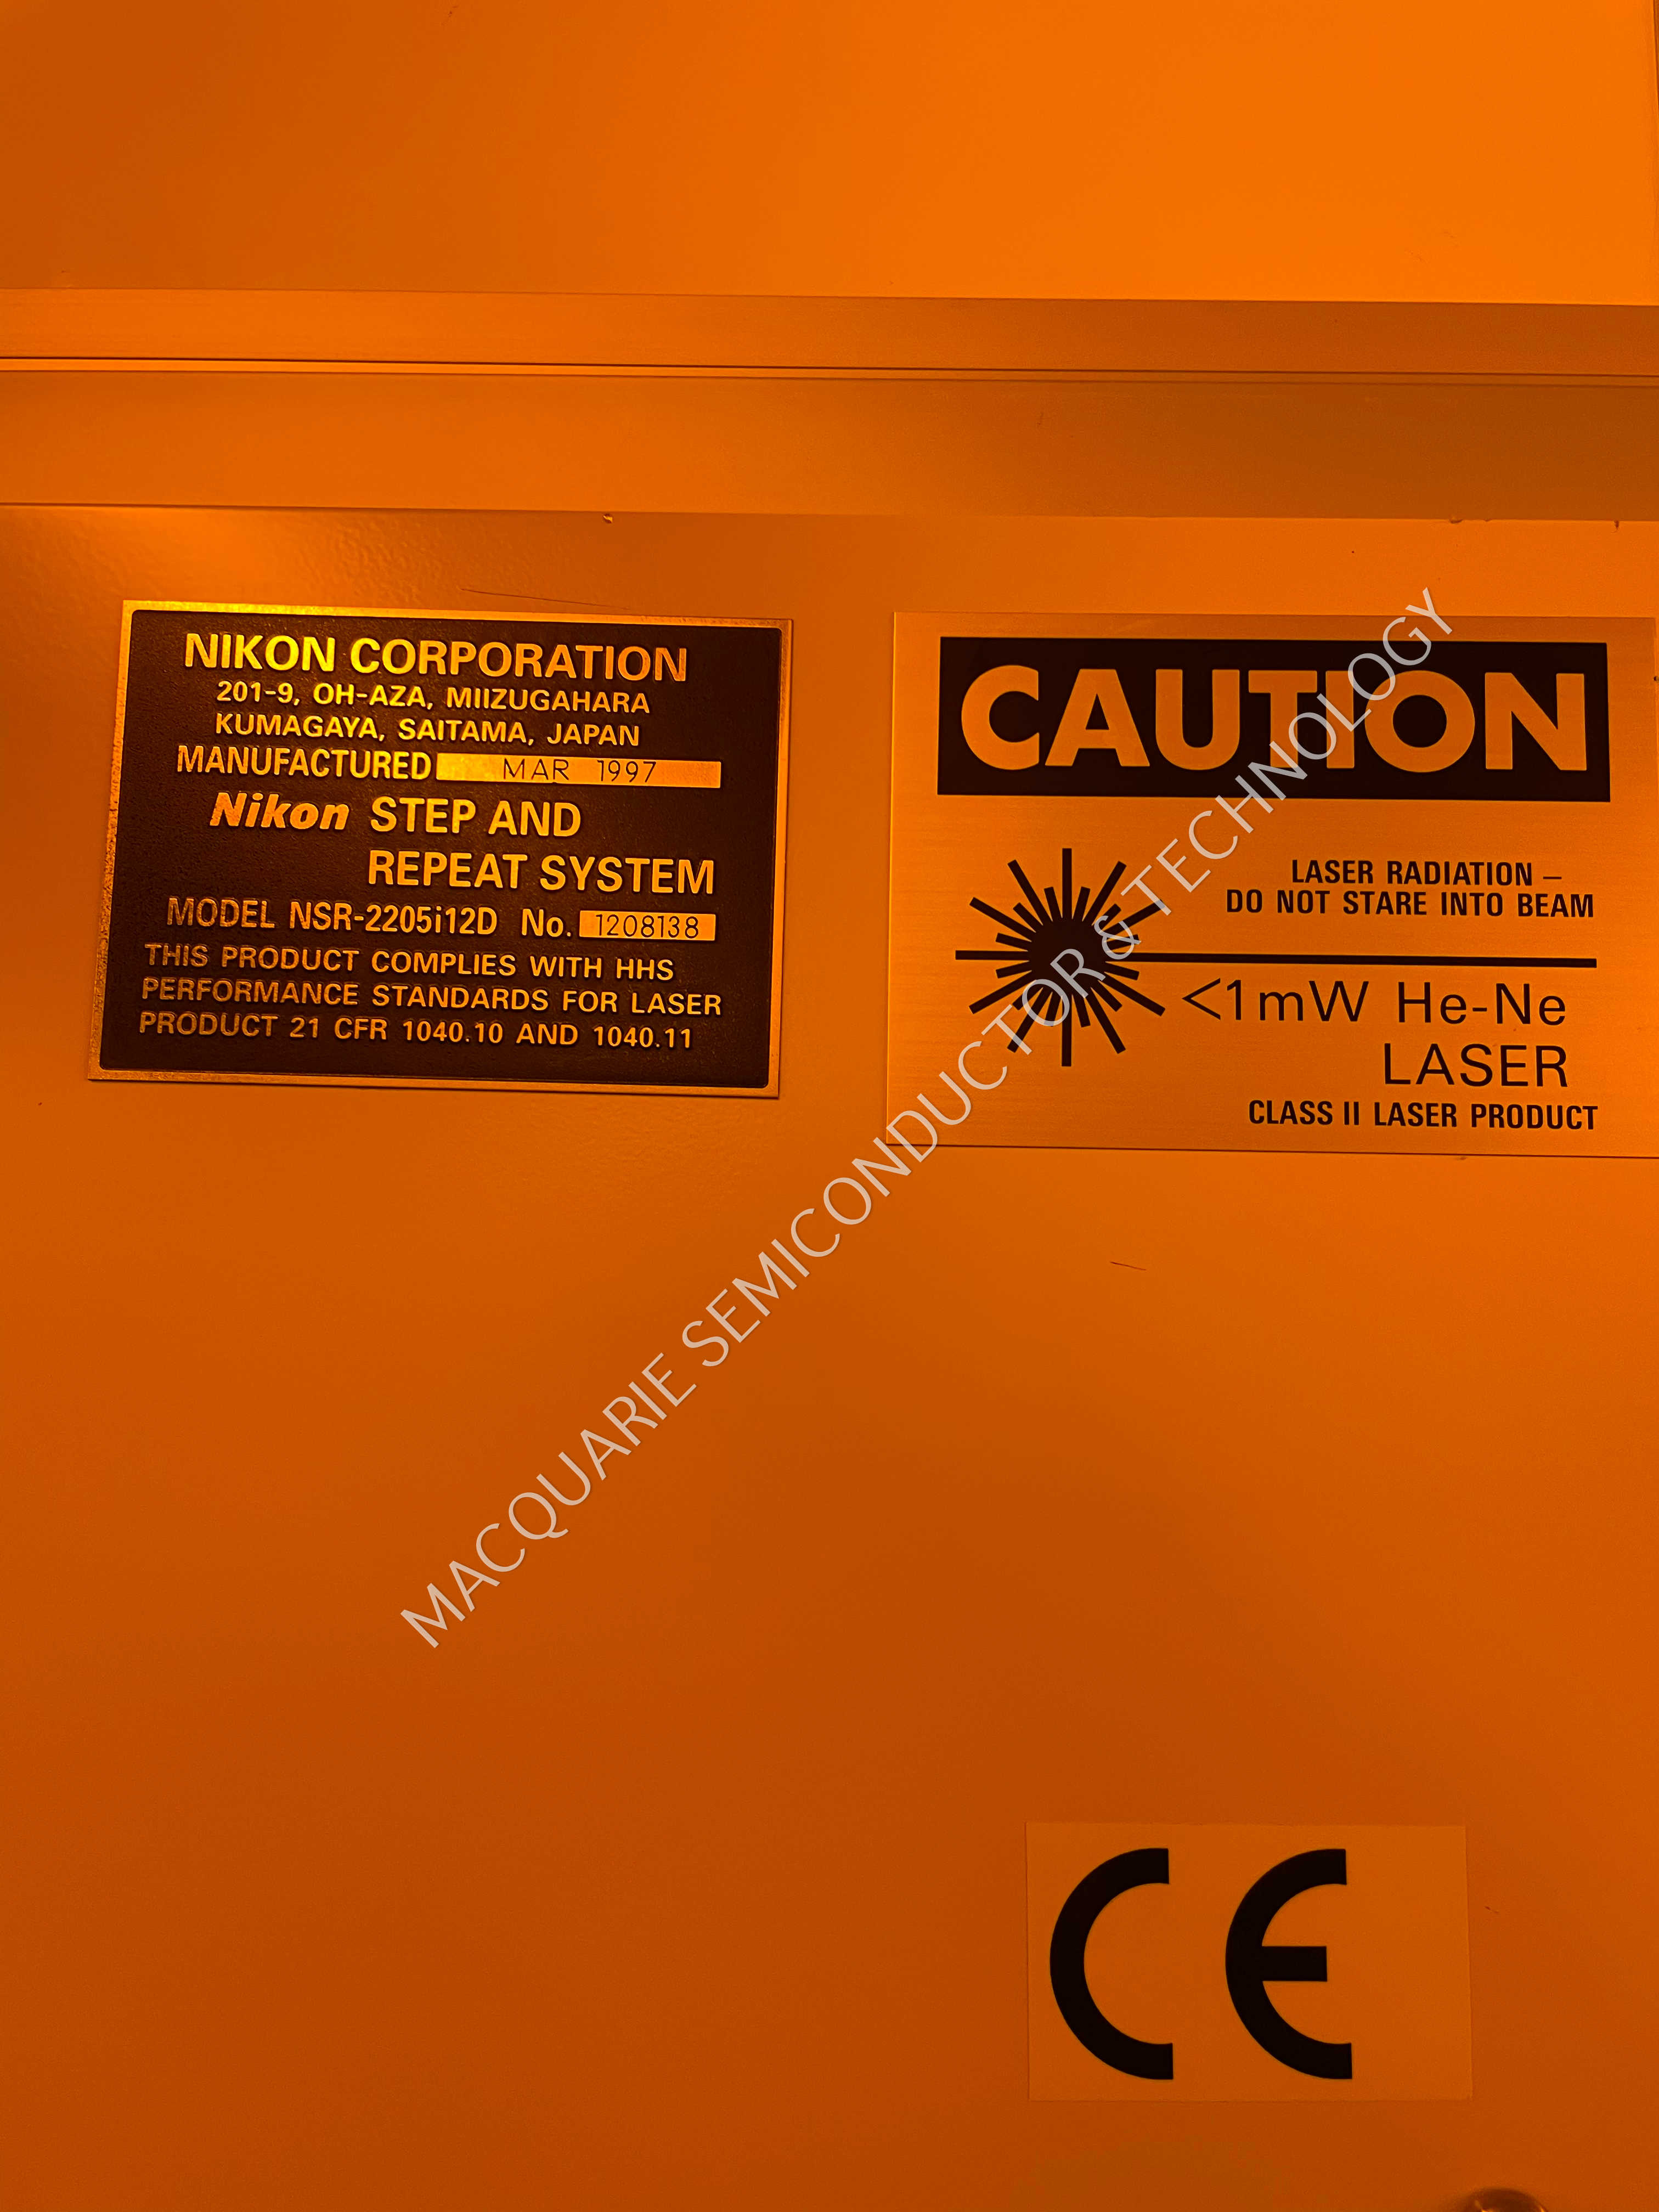 NIKON CORPORATION
201-9, OH-AZA, MIIZUGAHARA
KUMAGAYA, SAITAMA, JAPAN
MANUFACTURED MAR 1997
Nikon STEP AND
REPEAT SYSTEM
MODEL NSR-2205i12D No. 1208138
THIS PRODUCT COMPLIES WITH HHS
PERFORMANCE STANDARDS FOR LASER
PRODUCT 21 CFR 1040.10 AND 1040.11
CAUTION
LASER RADIATION –
DO NOT STARE INTO BEAM
<1mW He-Ne
LASER
CLASS II LASER PRODUCT
MACQUARIE SEMICONDUCTOR & TECHNOLOGY
CE